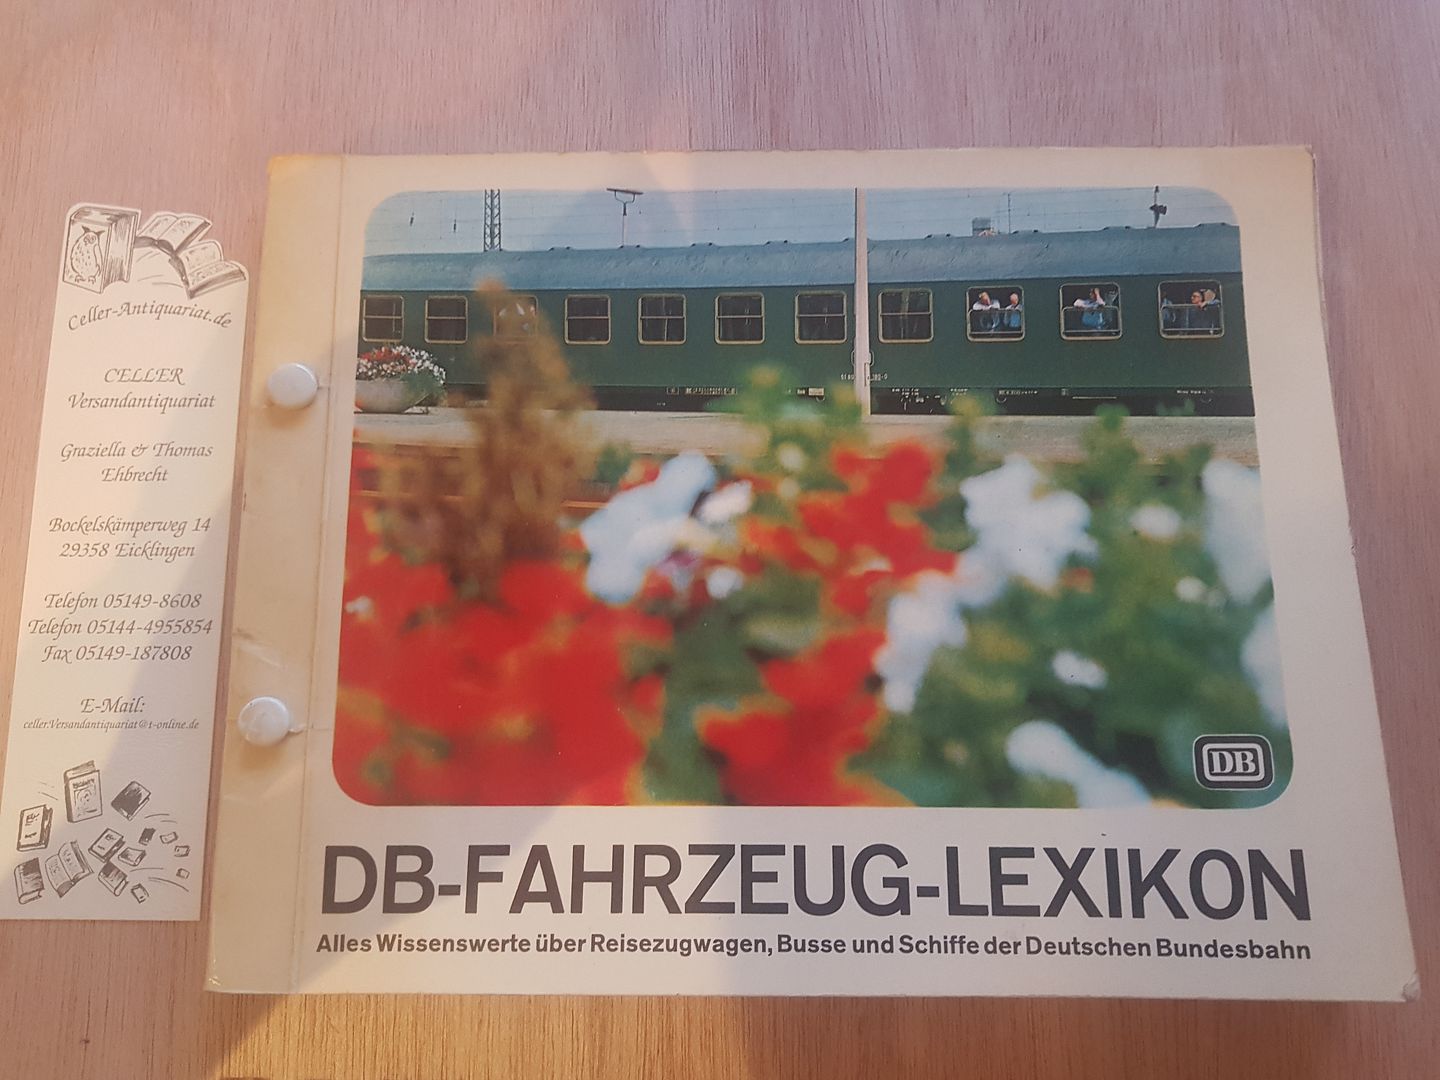 Celler-Antiquariat.de
CELLER
Versandantiquariat
Graziella & Thomas
Ehbrecht
Bockelskämperweg 14
29358 Eicklingen
Telefon 05149-8608
Telefon 05144-4955854
Fax 05149-187808
E-Mail:
celler.Versandantiquariat@t-online.de
DB
DB-FAHRZEUG-LEXIKON
Alles Wissenswerte über Reisezugwagen, Busse und Schiffe der Deutschen Bundesbahn